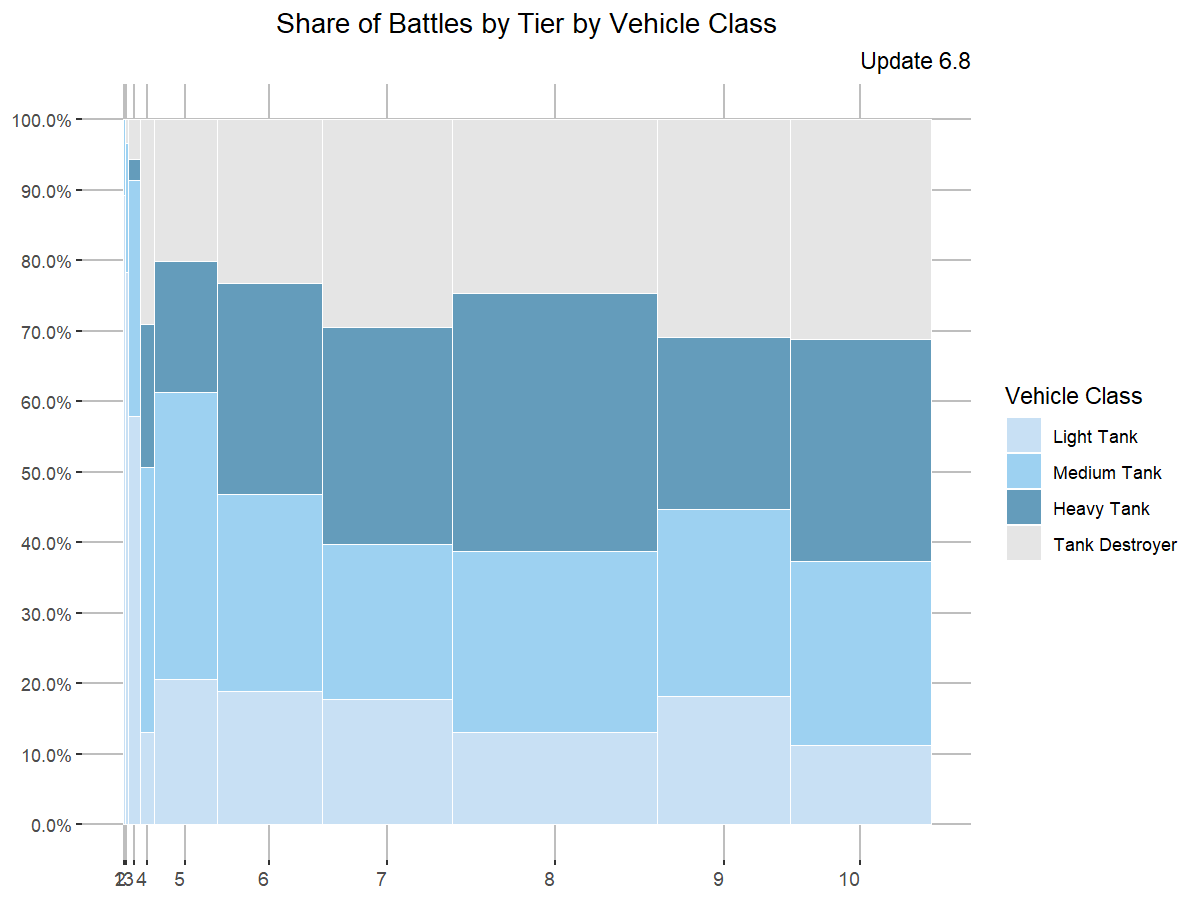 Share of Battles by Tier by Vehicle Class
Update 6.8
100.0%
90.0%
80.0%
70.0%
60.0%
50.0%
40.0%
30.0%
20.0%
10.0%
0.0%
1 2 3 4 5 6 7 8 9 10
Vehicle Class
Light Tank
Medium Tank
Heavy Tank
Tank Destroyer